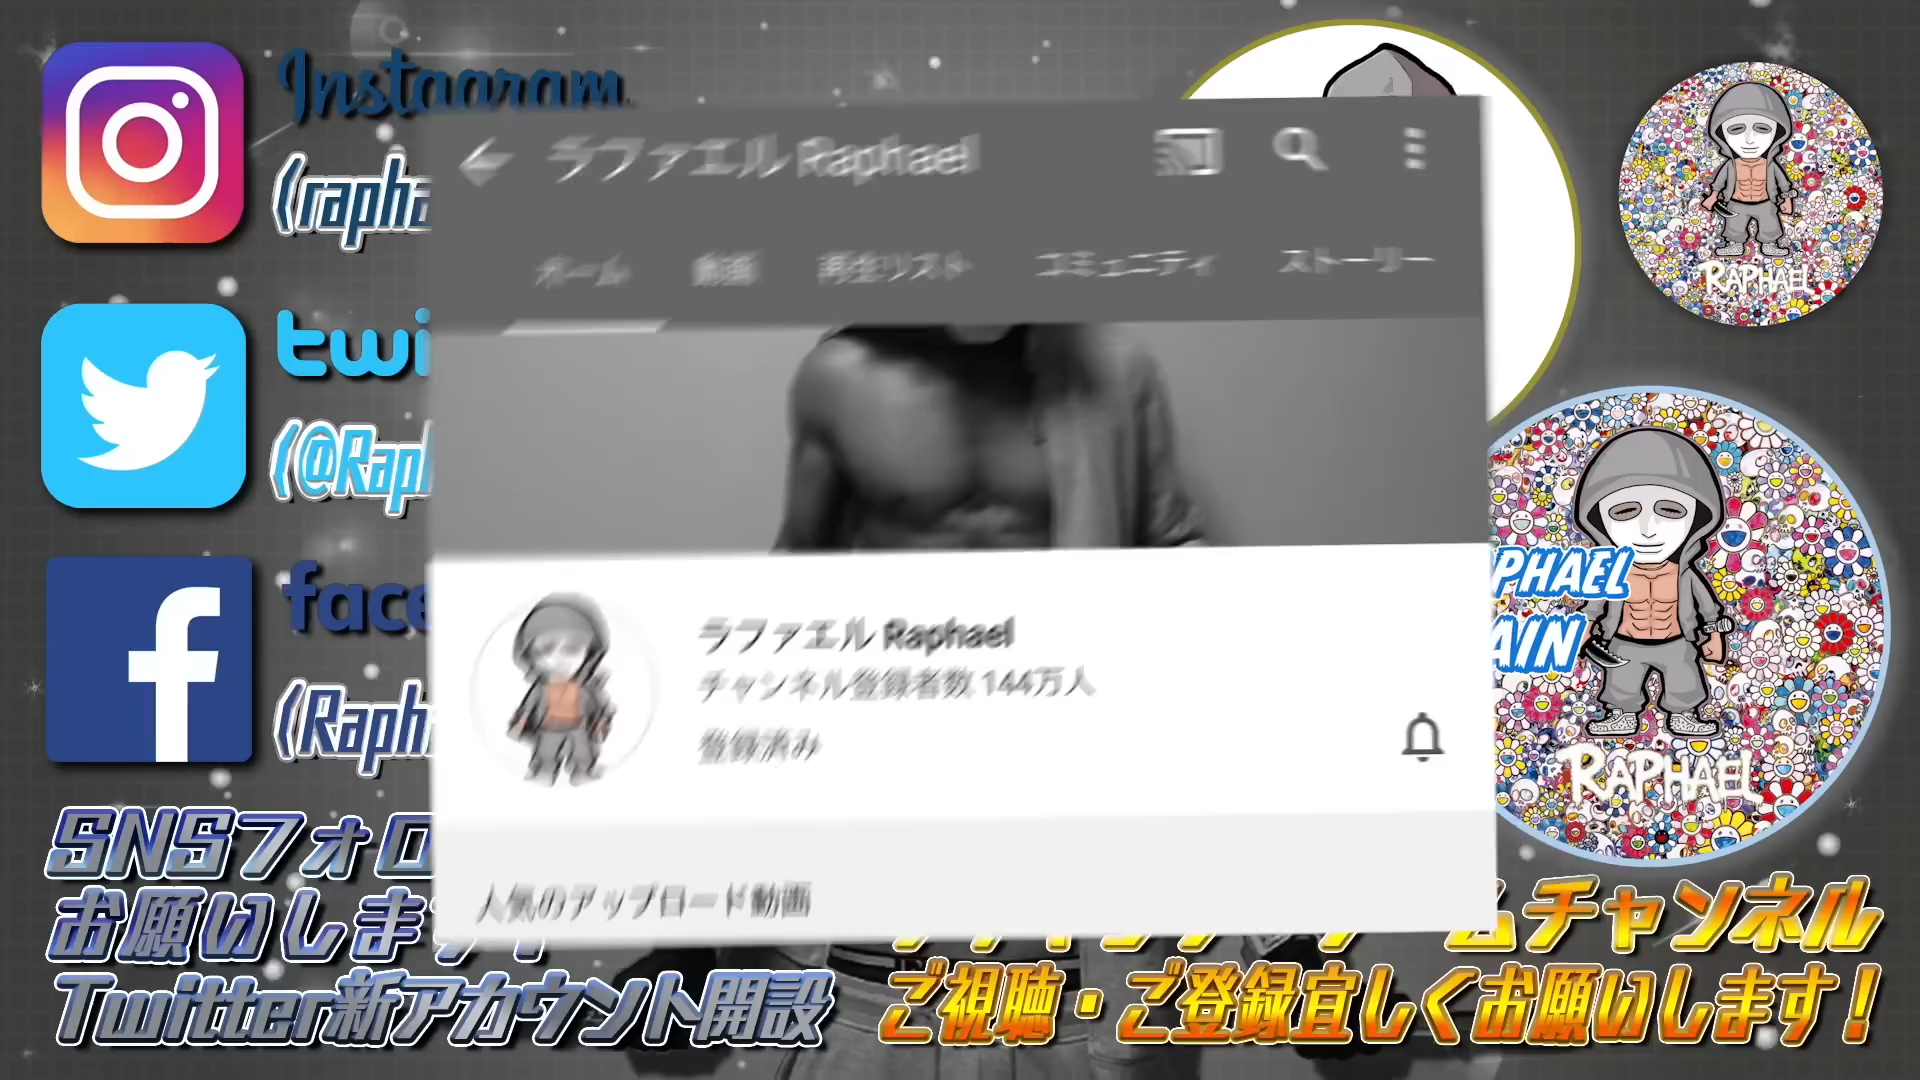 Instagram
(rapha
twi
(@Raph
face
(Raph
SNSフォロ
お願いします
Twitter新アカウント開設
ラファエル Raphael
ホーム 動画 再生リスト コミュニティ ストーリー
ラファエル Raphael
チャンネル登録者数 144万人
登録済み
人気のアップロード動画
RAPHAEL
PHAEL
AIN
RAPHAEL
ムチャンネル
ご視聴・ご登録宜しくお願いします!